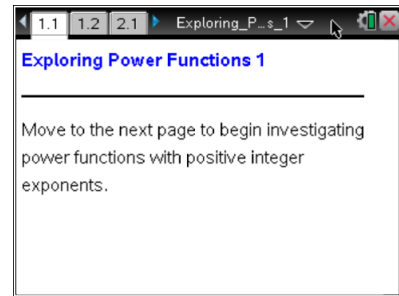 1.1 1.2 2.1 Exploring_P...s_1
Exploring Power Functions 1
Move to the next page to begin investigating
power functions with positive integer
exponents.